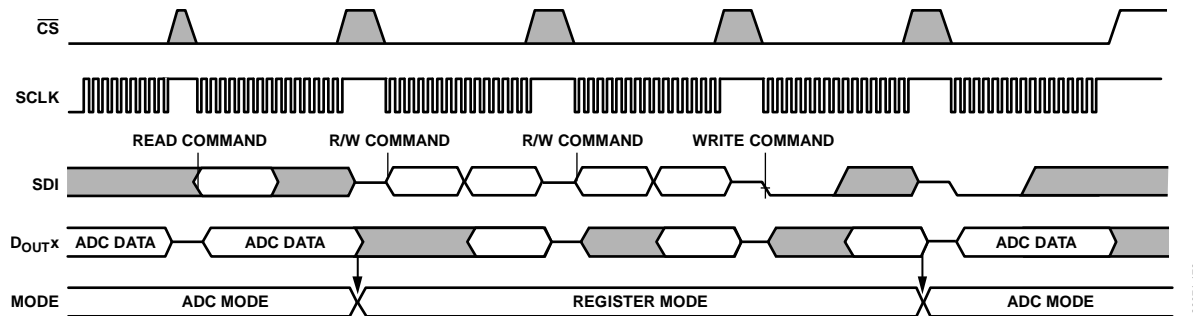 CS
SCLK
READ COMMAND R/W COMMAND R/W COMMAND WRITE COMMAND
SDI
DOUTx ADC DATA ADC DATA ADC DATA
MODE ADC MODE REGISTER MODE ADC MODE